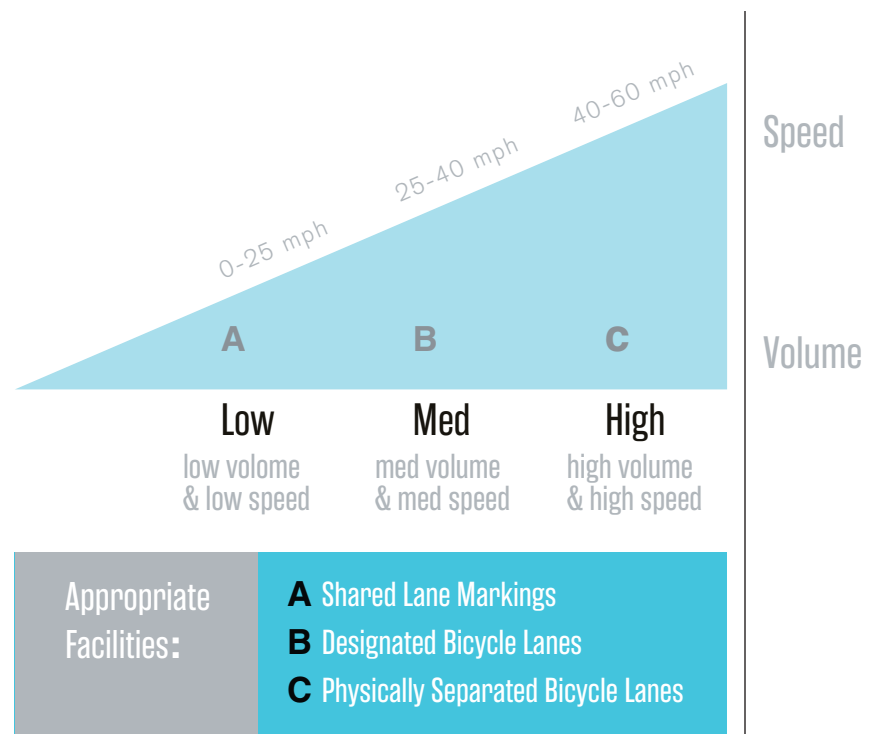 40-60 mph
25-40 mph
0-25 mph
Speed
Volume
A
B
C
Low
Med
High
low volome
& low speed
med volume
& med speed
high volume
& high speed
Appropriate
Facilities:
A Shared Lane Markings
B Designated Bicycle Lanes
C Physically Separated Bicycle Lanes